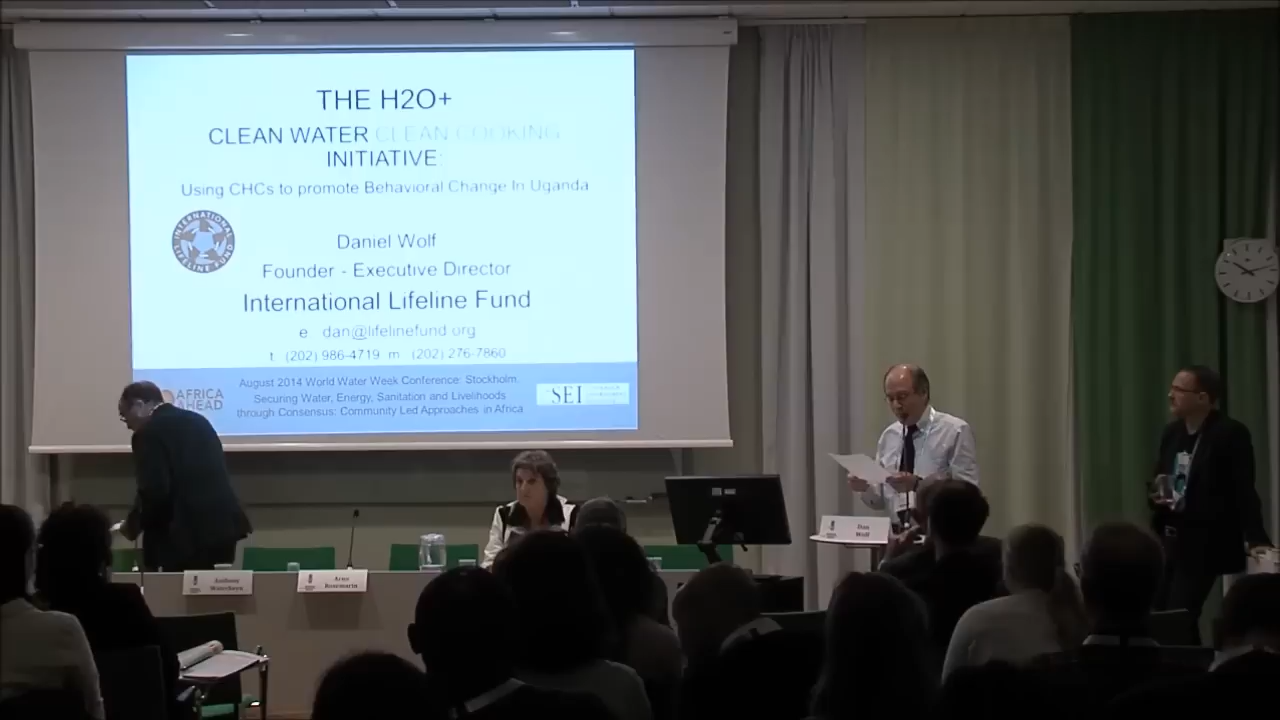 THE H2O+
CLEAN WATER CLEAN COOKING
INITIATIVE:
Using CHCs to promote Behavioral Change In Uganda
INTERNATIONAL
LIFELINE FUND
Daniel Wolf
Founder - Executive Director
International Lifeline Fund
e dan@lifelinefund.org
t (202) 986-4719 m (202) 276-7860
AFRICA
AHEAD
August 2014 World Water Week Conference: Stockholm,
Securing Water, Energy, Sanitation and Livelihoods
through Consensus: Community Led Approaches in Africa
SEI
Dan
Wolf
Anthony
Arno
Rosemarin